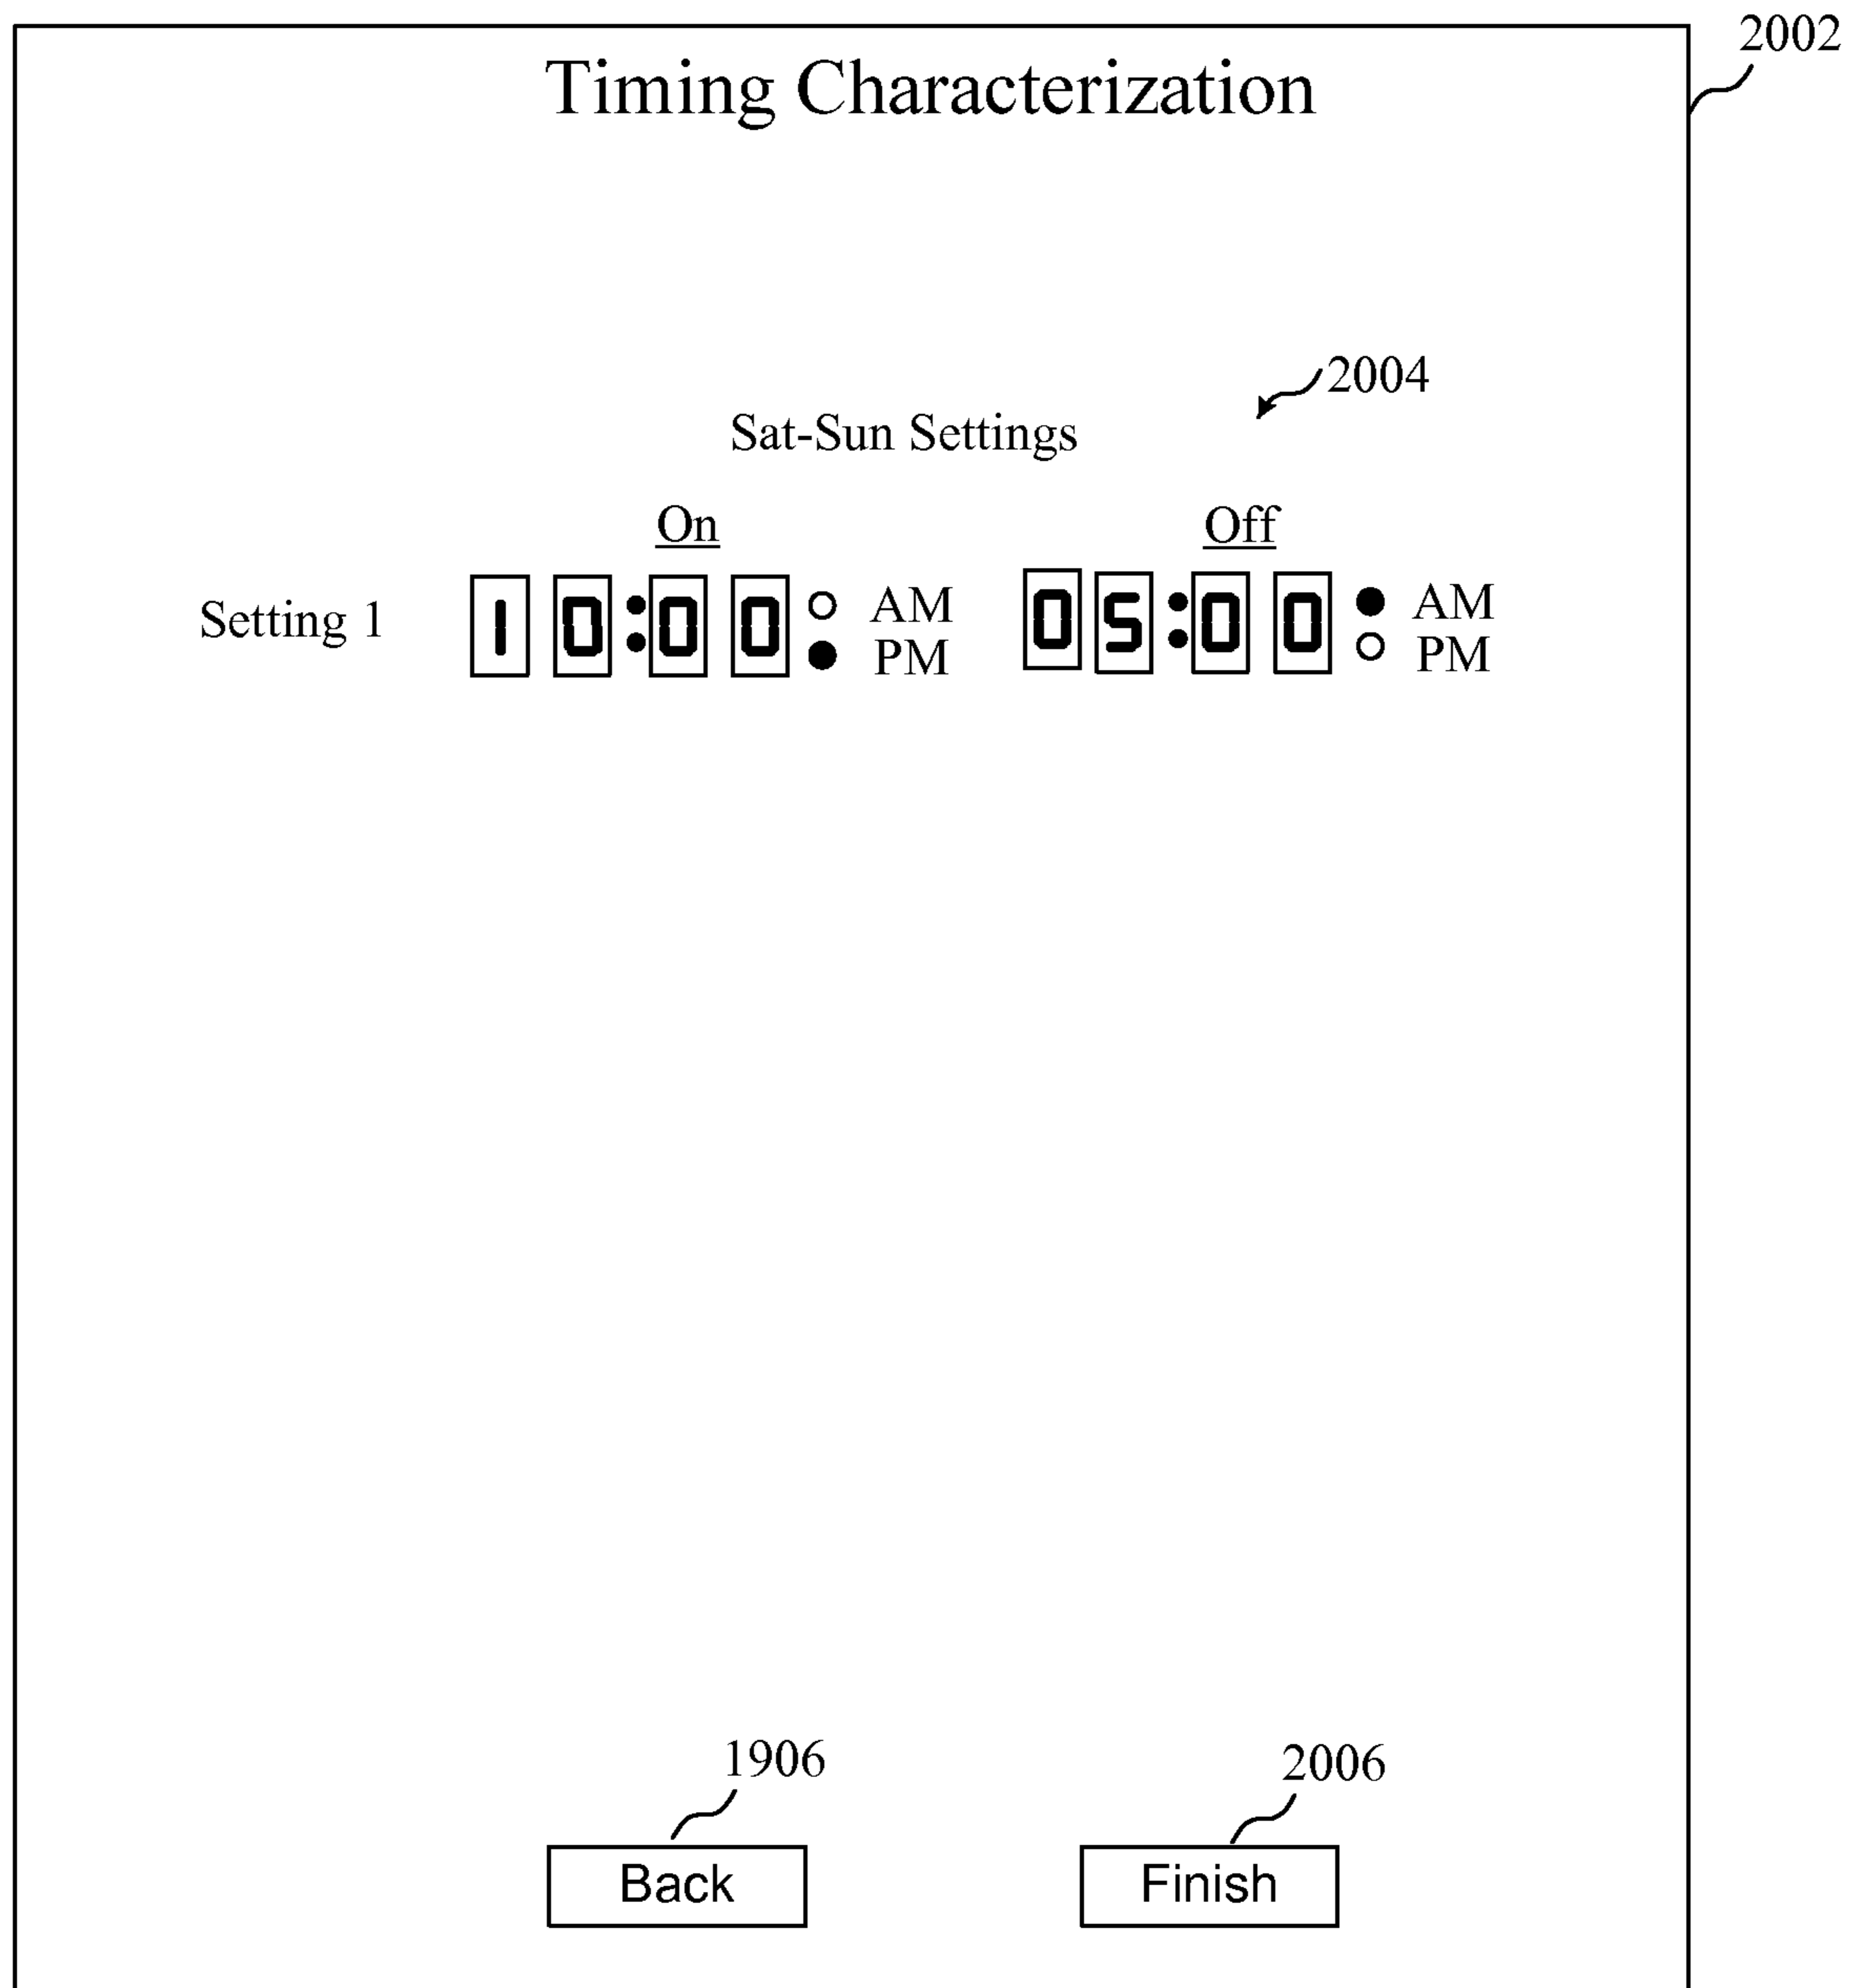 2002
Timing Characterization
2004
Sat-Sun Settings
On Off
Setting 1 10:00 AM 05:00 AM
PM PM
1906 2006
Back Finish